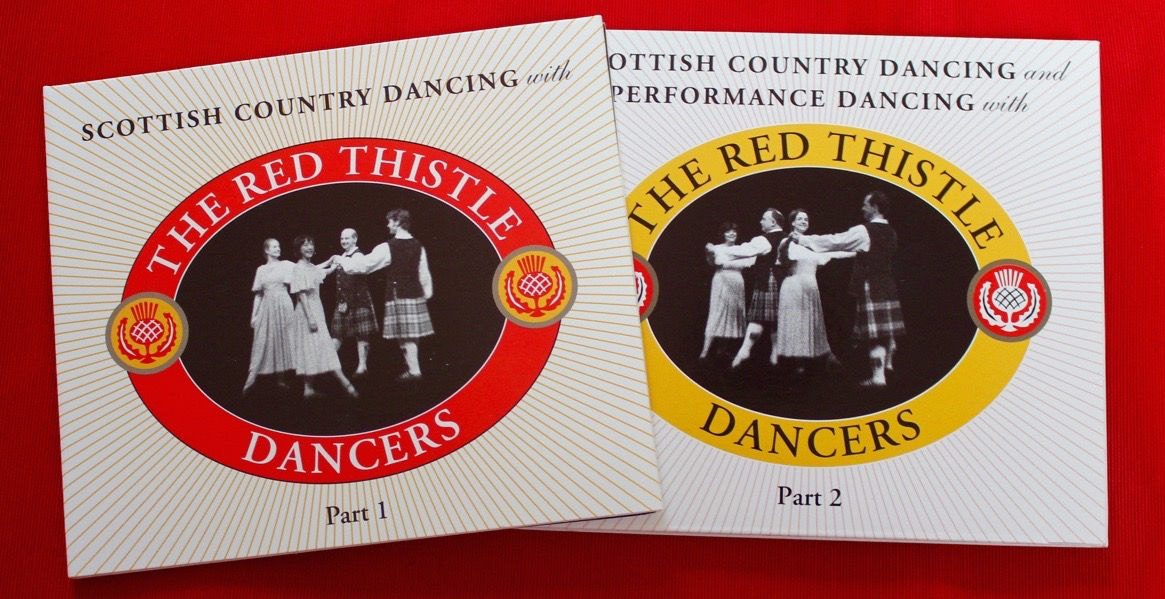 SCOTTISH COUNTRY DANCING with
THE RED THISTLE
DANCERS
Part 1
OTTISH COUNTRY DANCING and
PERFORMANCE DANCING with
THE RED THISTLE
DANCERS
Part 2